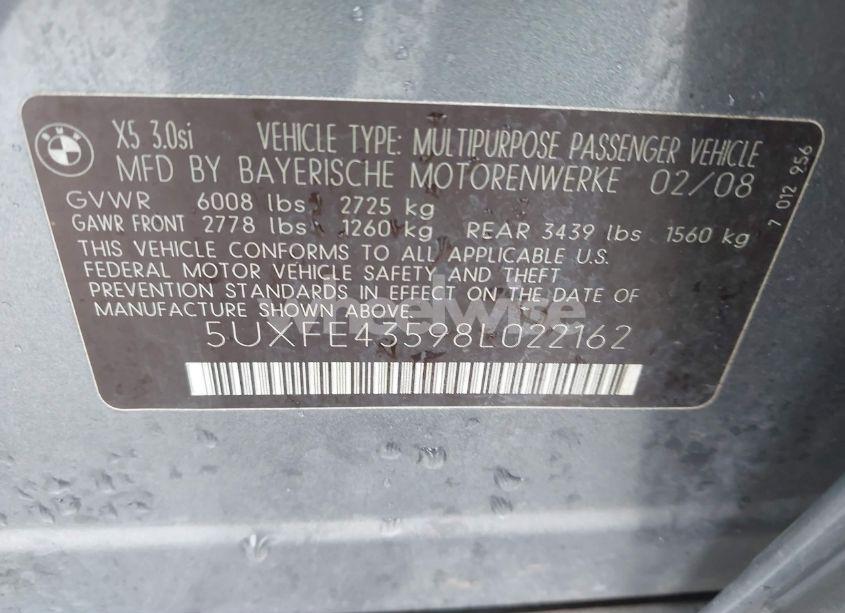 BMW
X5 3.0si VEHICLE TYPE: MULTIPURPOSE PASSENGER VEHICLE
MFD BY BAYERISCHE MOTORENWERKE 02/08
GVWR 6008 lbs 2725 kg
GAWR FRONT 2778 lbs 1260 kg REAR 3439 lbs 1560 kg
THIS VEHICLE CONFORMS TO ALL APPLICABLE U.S.
FEDERAL MOTOR VEHICLE SAFETY AND THEFT
PREVENTION STANDARDS IN EFFECT ON THE DATE OF
MANUFACTURE SHOWN ABOVE.
5UXFE43598L022162
7 012 956